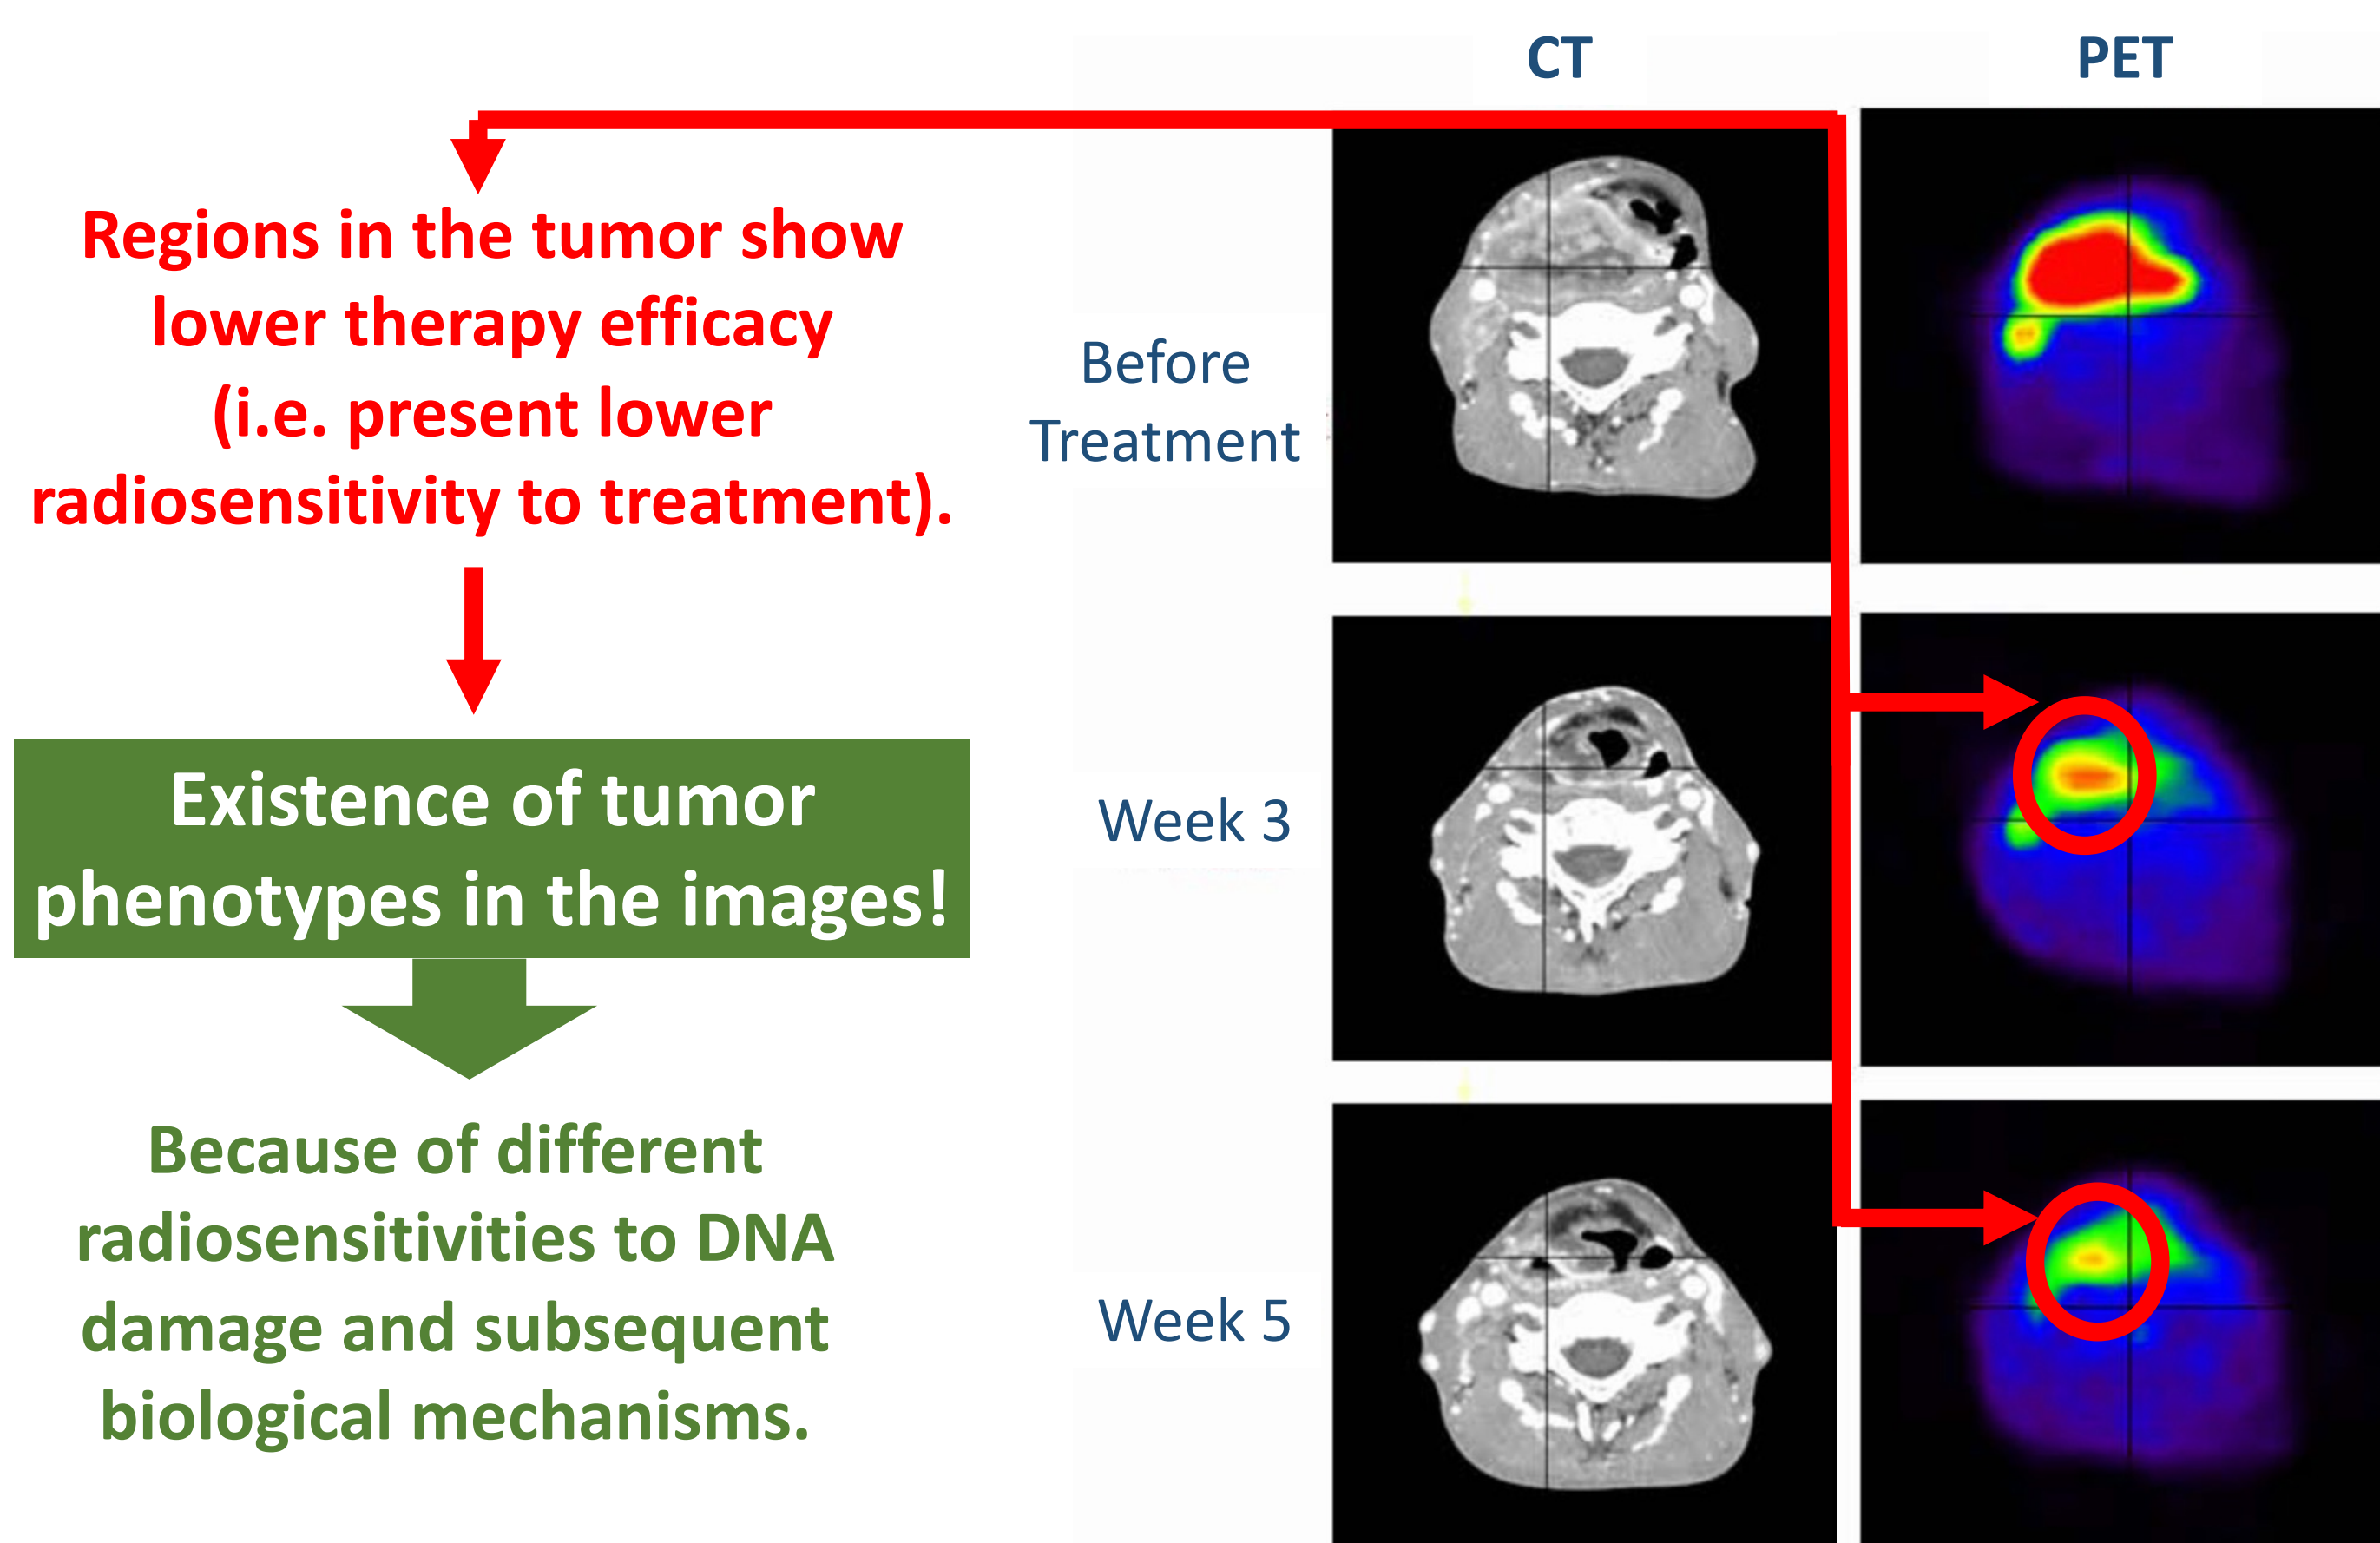 CT
PET
Regions in the tumor show
lower therapy efficacy
(i.e. present lower
radiosensitivity to treatment).
Before
Treatment
Existence of tumor
phenotypes in the images!
Week 3
Because of different
radiosensitivities to DNA
damage and subsequent
biological mechanisms.
Week 5